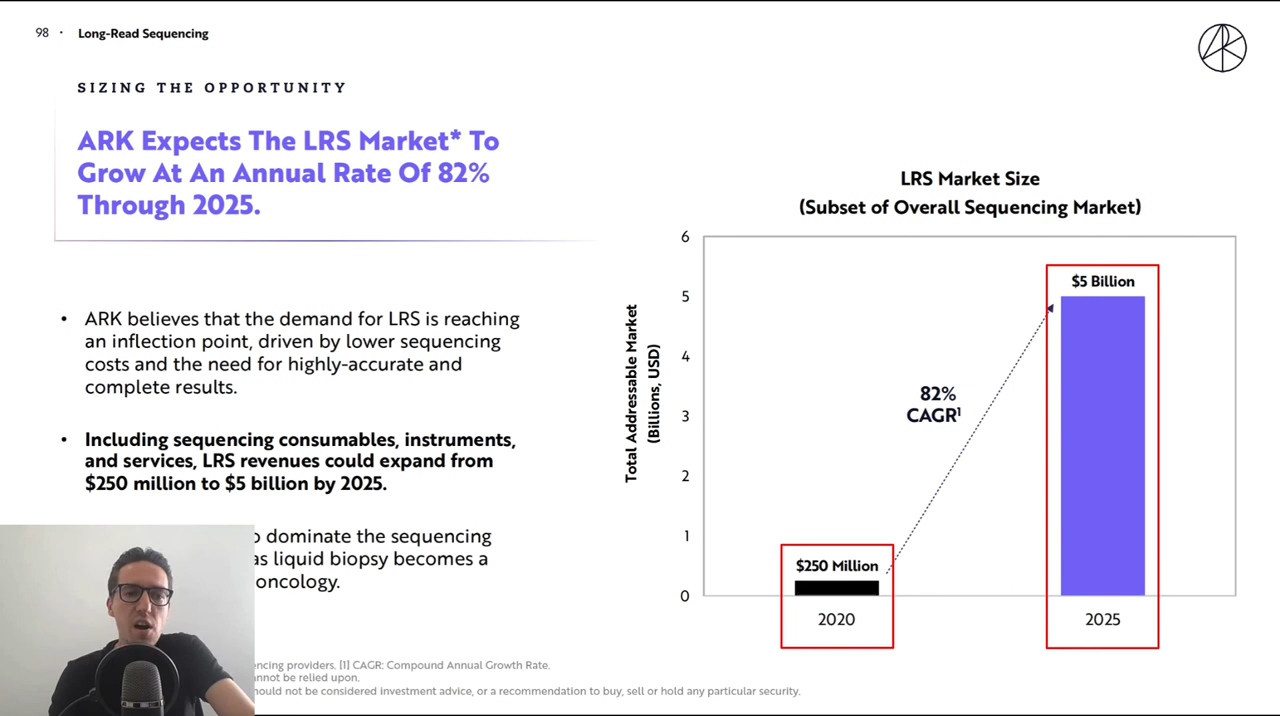 98 · Long-Read Sequencing
SIZING THE OPPORTUNITY
ARK Expects The LRS Market* To
Grow At An Annual Rate Of 82%
Through 2025.
• ARK believes that the demand for LRS is reaching
an inflection point, driven by lower sequencing
costs and the need for highly-accurate and
complete results.
• Including sequencing consumables, instruments,
and services, LRS revenues could expand from
$250 million to $5 billion by 2025.
dominate the sequencing
as liquid biopsy becomes a
oncology.
LRS Market Size
(Subset of Overall Sequencing Market)
Total Addressable Market
(Billions, USD)
6
5
4
3
2
1
0
$5 Billion
82%
CAGR¹
$250 Million
2020
2025
providers. [1] CAGR: Compound Annual Growth Rate.
be relied upon.
not be considered investment advice, or a recommendation to buy, sell or hold any particular security.